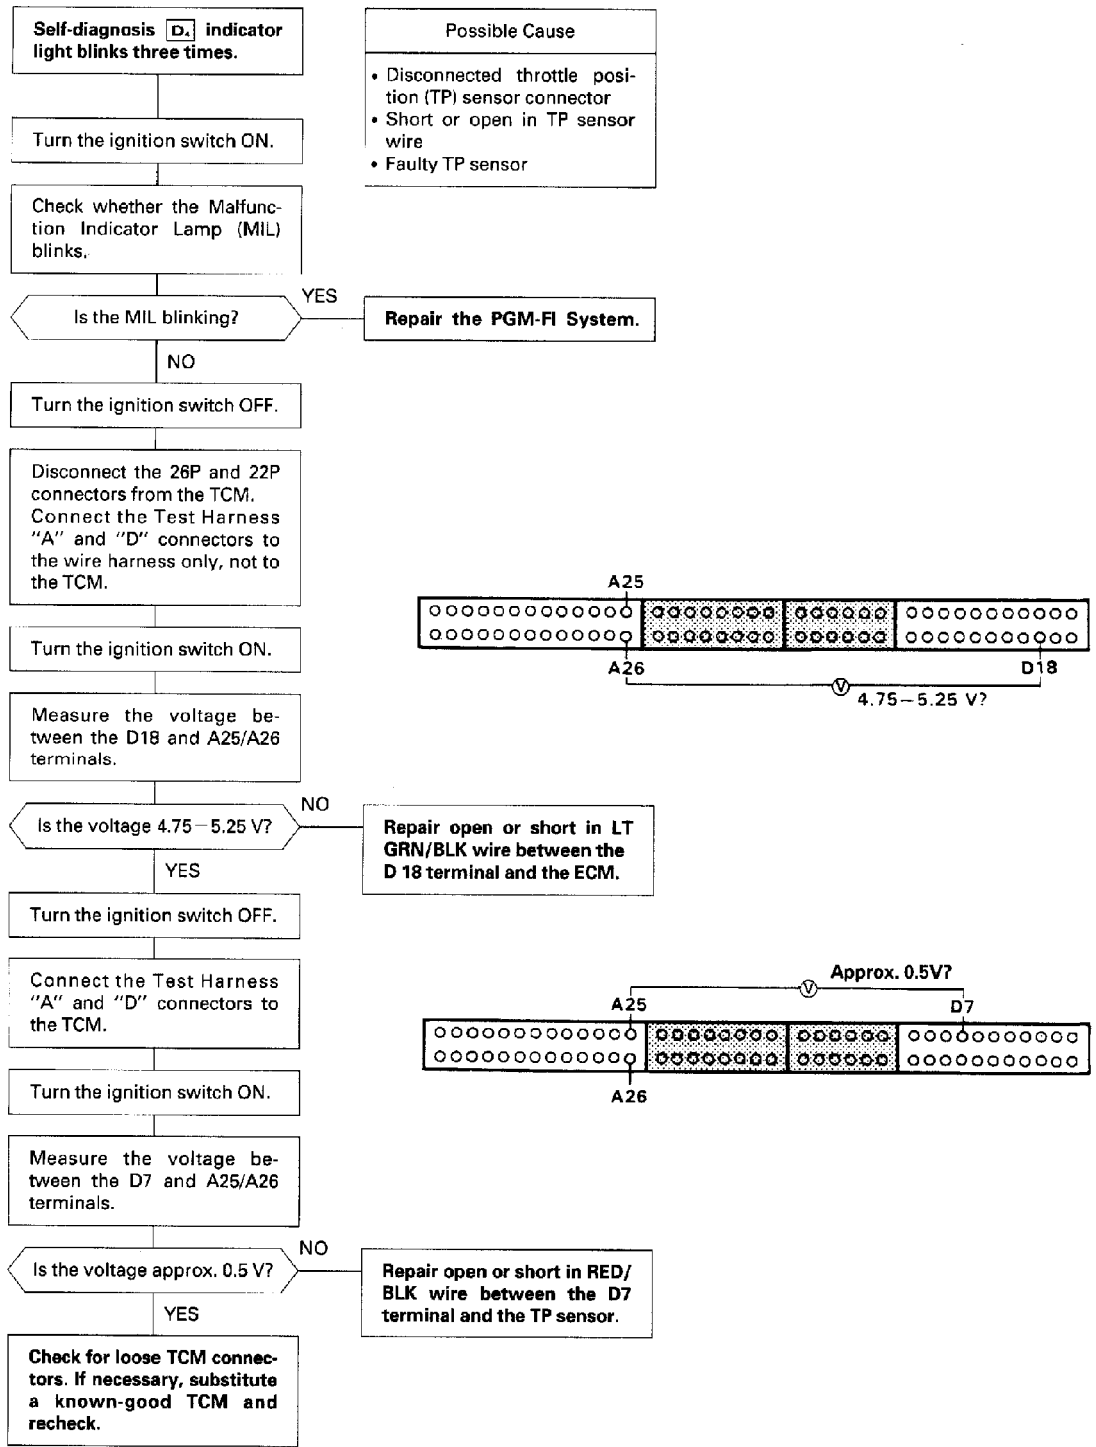 Self-diagnosis D4 indicator
light blinks three times.
Possible Cause
• Disconnected throttle posi-
tion (TP) sensor connector
• Short or open in TP sensor
wire
• Faulty TP sensor
Turn the ignition switch ON.
Check whether the Malfunc-
tion Indicator Lamp (MIL)
blinks.
Is the MIL blinking?
YES
Repair the PGM-FI System.
NO
Turn the ignition switch OFF.
Disconnect the 26P and 22P
connectors from the TCM.
Connect the Test Harness
"A" and "D" connectors to
the wire harness only, not to
the TCM.
A25
A26
D18
V
4.75–5.25 V?
Turn the ignition switch ON.
Measure the voltage be-
tween the D18 and A25/A26
terminals.
Is the voltage 4.75–5.25 V?
NO
Repair open or short in LT
GRN/BLK wire between the
D 18 terminal and the ECM.
YES
Turn the ignition switch OFF.
Connect the Test Harness
"A" and "D" connectors to
the TCM.
Approx. 0.5V?
V
A25
D7
A26
Turn the ignition switch ON.
Measure the voltage be-
tween the D7 and A25/A26
terminals.
Is the voltage approx. 0.5 V?
NO
Repair open or short in RED/
BLK wire between the D7
terminal and the TP sensor.
YES
Check for loose TCM connec-
tors. If necessary, substitute
a known-good TCM and
recheck.